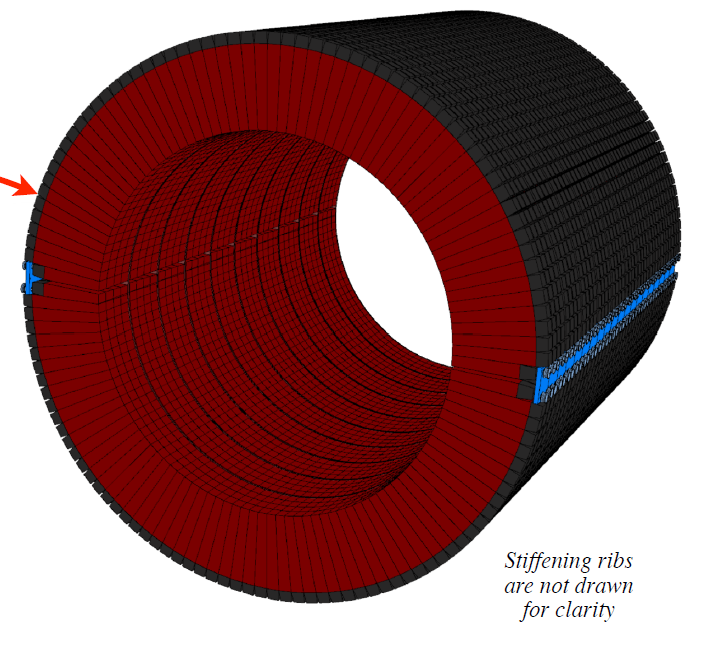 Stiffening ribs
are not drawn
for clarity